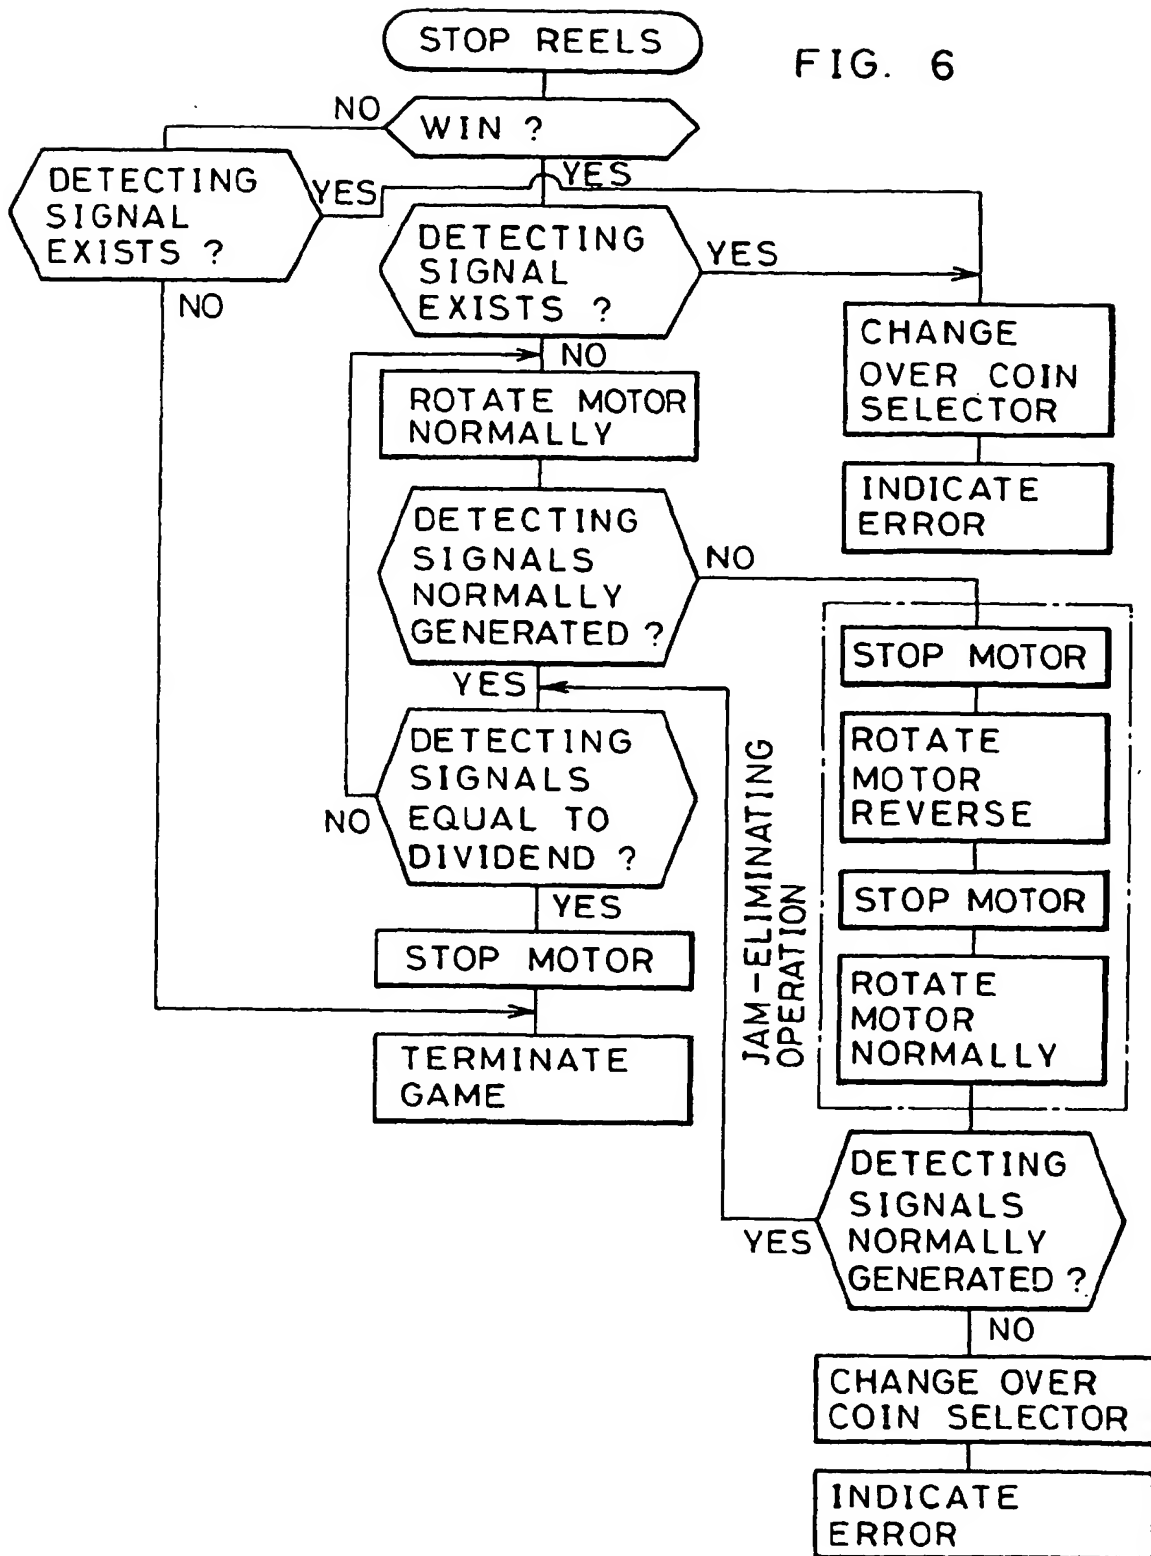 STOP REELS
FIG. 6
NO
WIN ?
YES
DETECTING
SIGNAL
EXISTS ?
YES
NO
DETECTING
SIGNAL
EXISTS ?
YES
NO
CHANGE
OVER COIN
SELECTOR
INDICATE
ERROR
ROTATE MOTOR
NORMALLY
DETECTING
SIGNALS
NORMALLY
GENERATED ?
NO
YES
DETECTING
SIGNALS
EQUAL TO
DIVIDEND ?
NO
YES
STOP MOTOR
TERMINATE
GAME
JAM-ELIMINATING
OPERATION
STOP MOTOR
ROTATE
MOTOR
REVERSE
STOP MOTOR
ROTATE
MOTOR
NORMALLY
DETECTING
SIGNALS
NORMALLY
GENERATED ?
YES
NO
CHANGE OVER
COIN SELECTOR
INDICATE
ERROR